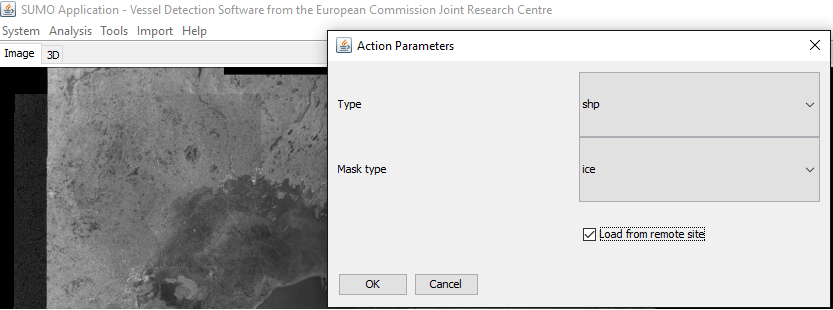 SUMO Application - Vessel Detection Software from the European Commission Joint Research Centre
System Analysis Tools Import Help
Image 3D
Action Parameters
Type shp
Mask type ice
Load from remote site
OK Cancel